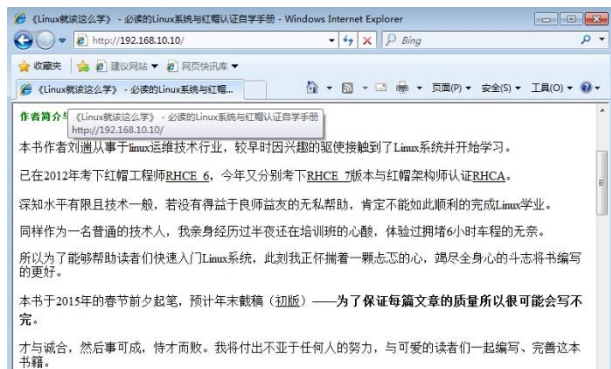 《Linux就该这么学》 - 必读的Linux系统与红帽认证自学手册 - Windows Internet Explorer
http://192.168.10.10/
Bing
收藏夹 建议网站 网页快讯库
《Linux就该这么学》 - 必读的Linux系统与红帽... 页面(P) 安全(S) 工具(O)
作者简介
《Linux就该这么学》 - 必读的Linux系统与红帽认证自学手册
http://192.168.10.10/
本书作者刘遄从事于linux运维技术行业，较早时因兴趣的驱使接触到了Linux系统并开始学习。
已在2012年考下红帽工程师RHCE 6，今年又分别考下RHCE 7版本与红帽架构师认证RHCA。
深知水平有限且技术一般，若没有得益于良师益友的无私帮助，肯定不能如此顺利的完成Linux学业。
同样作为一名普通的技术人，我亲身经历过半夜还在培训班的心酸，体验过拥堵6小时车程的无奈。
所以为了能够帮助读者们快速入门Linux系统，此刻我正怀揣着一颗忐忑的心，竭尽全身心的斗志将书编写
的更好。
本书于2015年的春节前夕起笔，预计年末截稿（初版）——为了保证每篇文章的质量所以很可能会写不
完。
才与诚合，然后事可成，恃才而败。我将付出不亚于任何人的努力，与可爱的读者们一起编写、完善这本
书籍。